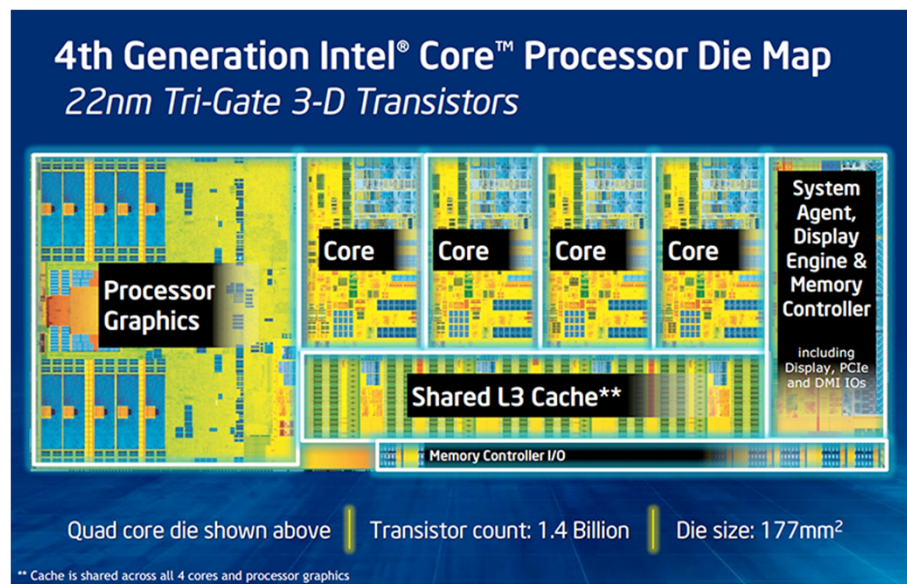 4th Generation Intel® Core™ Processor Die Map
22nm Tri-Gate 3-D Transistors
Processor
Graphics
Core
Core
Core
Core
System
Agent,
Display
Engine &
Memory
Controller
including
Display, PCIe
and DMI IOs
Shared L3 Cache**
Memory Controller I/O
Quad core die shown above
Transistor count: 1.4 Billion
Die size: 177mm²
** Cache is shared across all 4 cores and processor graphics